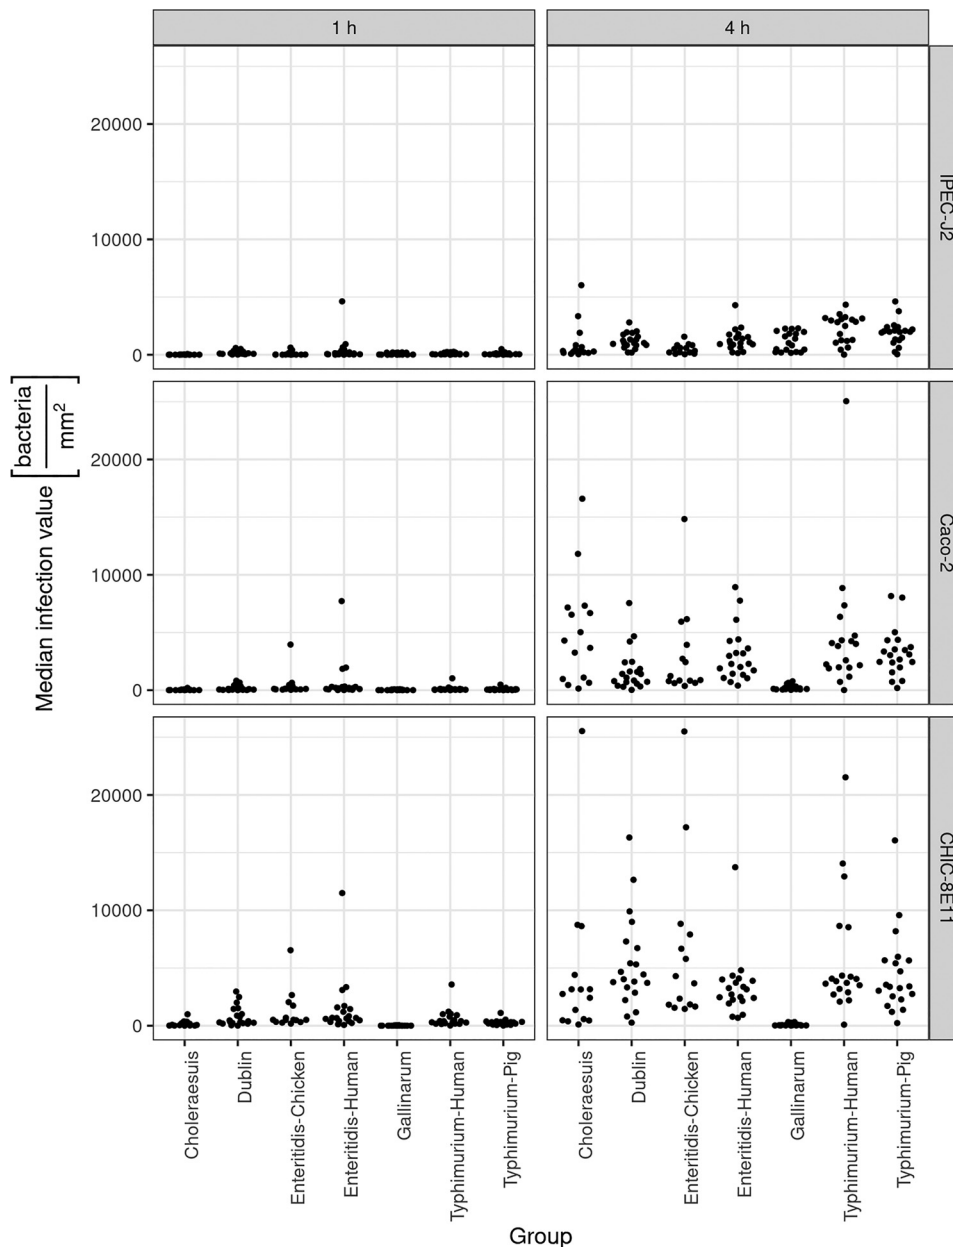 1 h
4 h
20000
10000
0
IPEC-J2
20000
10000
0
Caco-2
20000
10000
0
CHIC-8E11
Median infection value [bacteria
mm²]
Choleraesuis
Dublin
Enteritidis-Chicken
Enteritidis-Human
Gallinarum
Typhimurium-Human
Typhimurium-Pig
Choleraesuis
Dublin
Enteritidis-Chicken
Enteritidis-Human
Gallinarum
Typhimurium-Human
Typhimurium-Pig
Group